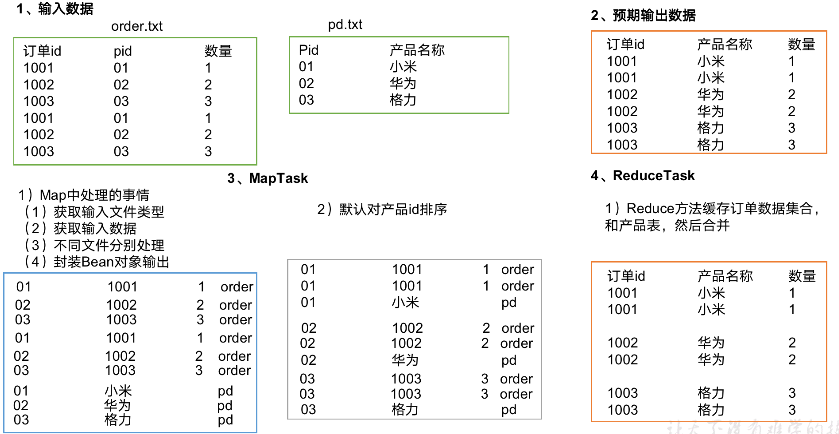 1、输入数据
order.txt
订单id pid 数量
1001 01 1
1002 02 2
1003 03 3
1001 01 1
1002 02 2
1003 03 3
pd.txt
Pid 产品名称
01 小米
02 华为
03 格力
2、预期输出数据
订单id 产品名称 数量
1001 小米 1
1001 小米 1
1002 华为 2
1002 华为 2
1003 格力 3
1003 格力 3
3、MapTask
1）Map中处理的事情
（1）获取输入文件类型
（2）获取输入数据
（3）不同文件分别处理
（4）封装Bean对象输出
01 1001 1 order
02 1002 2 order
03 1003 3 order
01 1001 1 order
02 1002 2 order
03 1003 3 order
01 小米 pd
02 华为 pd
03 格力 pd
2）默认对产品id排序
01 1001 1 order
01 1001 1 order
01 小米 pd
02 1002 2 order
02 1002 2 order
02 华为 pd
03 1003 3 order
03 1003 3 order
03 格力 pd
4、ReduceTask
1）Reduce方法缓存订单数据集合，
和产品表，然后合并
订单id 产品名称 数量
1001 小米 1
1001 小米 1
1002 华为 2
1002 华为 2
1003 格力 3
1003 格力 3
让天下没有难学的技